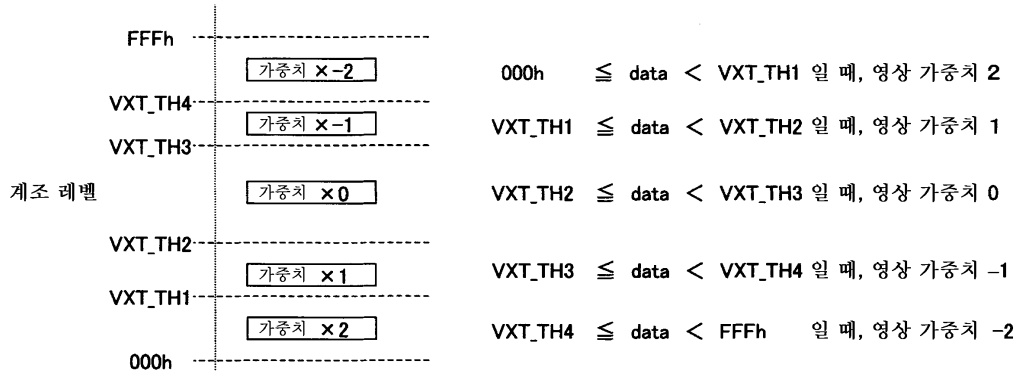 FFFh
가중치 ×-2
VXT_TH4
가중치 ×-1
VXT_TH3
계조 레벨
가중치 ×0
VXT_TH2
가중치 ×1
VXT_TH1
가중치 ×2
000h
000h ≦ data < VXT_TH1 일 때, 영상 가중치 2
VXT_TH1 ≦ data < VXT_TH2 일 때, 영상 가중치 1
VXT_TH2 ≦ data < VXT_TH3 일 때, 영상 가중치 0
VXT_TH3 ≦ data < VXT_TH4 일 때, 영상 가중치 -1
VXT_TH4 ≦ data < FFFh 일 때, 영상 가중치 -2